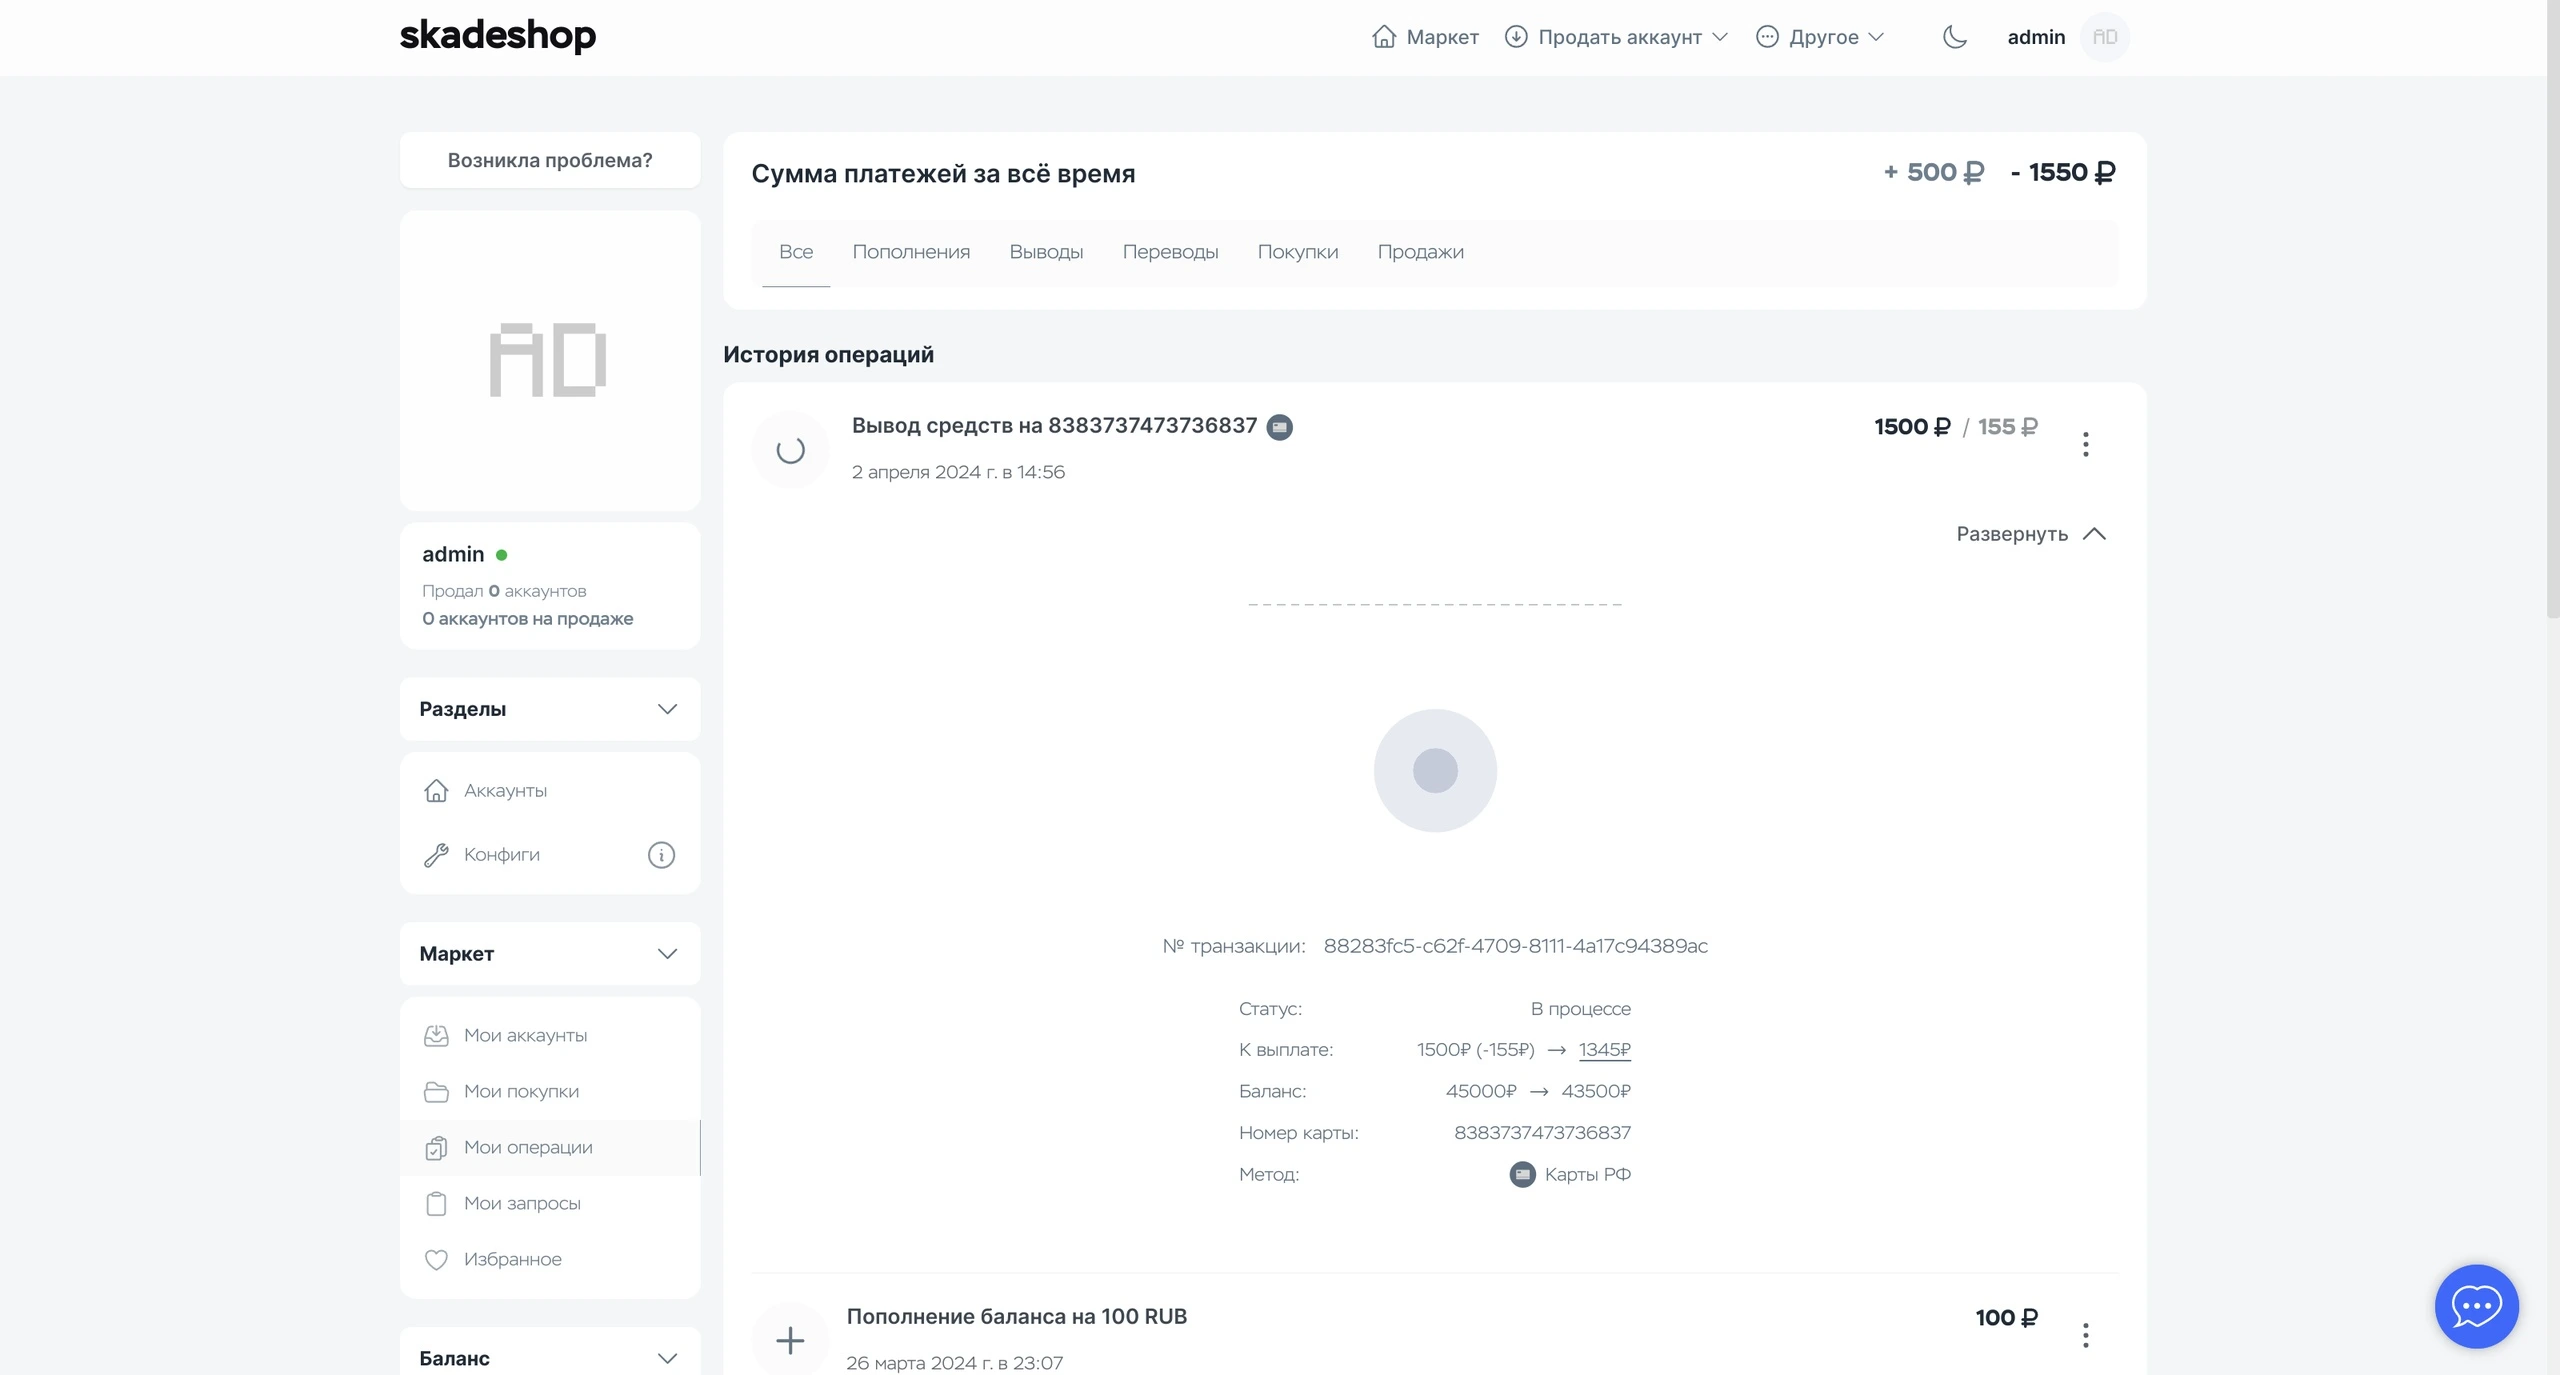 skadeshop
Маркет
Продать аккаунт
Другое
admin
AD
Возникла проблема?
AD
admin
Продал 0 аккаунтов
0 аккаунтов на продаже
Разделы
Аккаунты
Конфиги
Маркет
Мои аккаунты
Мои покупки
Мои операции
Мои запросы
Избранное
Баланс
Сумма платежей за всё время
+ 500 ₽ - 1550 ₽
Все Пополнения Выводы Переводы Покупки Продажи
История операций
Вывод средств на 8383737473736837
1500 ₽ / 155 ₽
2 апреля 2024 г. в 14:56
Развернуть
№ транзакции: 88283fc5-c62f-4709-8111-4a17c94389ac
Статус: В процессе
К выплате: 1500₽ (-155₽) → 1345₽
Баланс: 45000₽ → 43500₽
Номер карты: 8383737473736837
Метод: Карты РФ
Пополнение баланса на 100 RUB
100 ₽
26 марта 2024 г. в 23:07